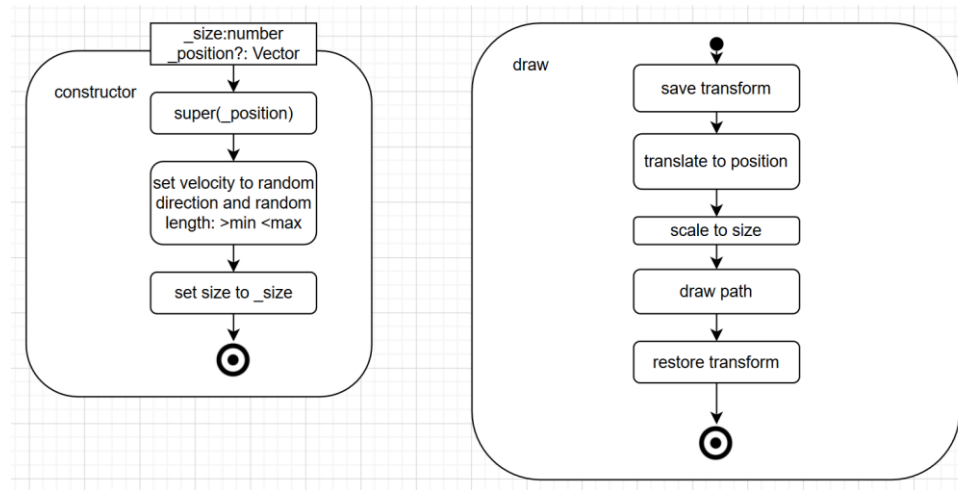 _size:number
_position?: Vector
constructor
super(_position)
set velocity to random
direction and random
length: >min <max
set size to _size
draw
save transform
translate to position
scale to size
draw path
restore transform